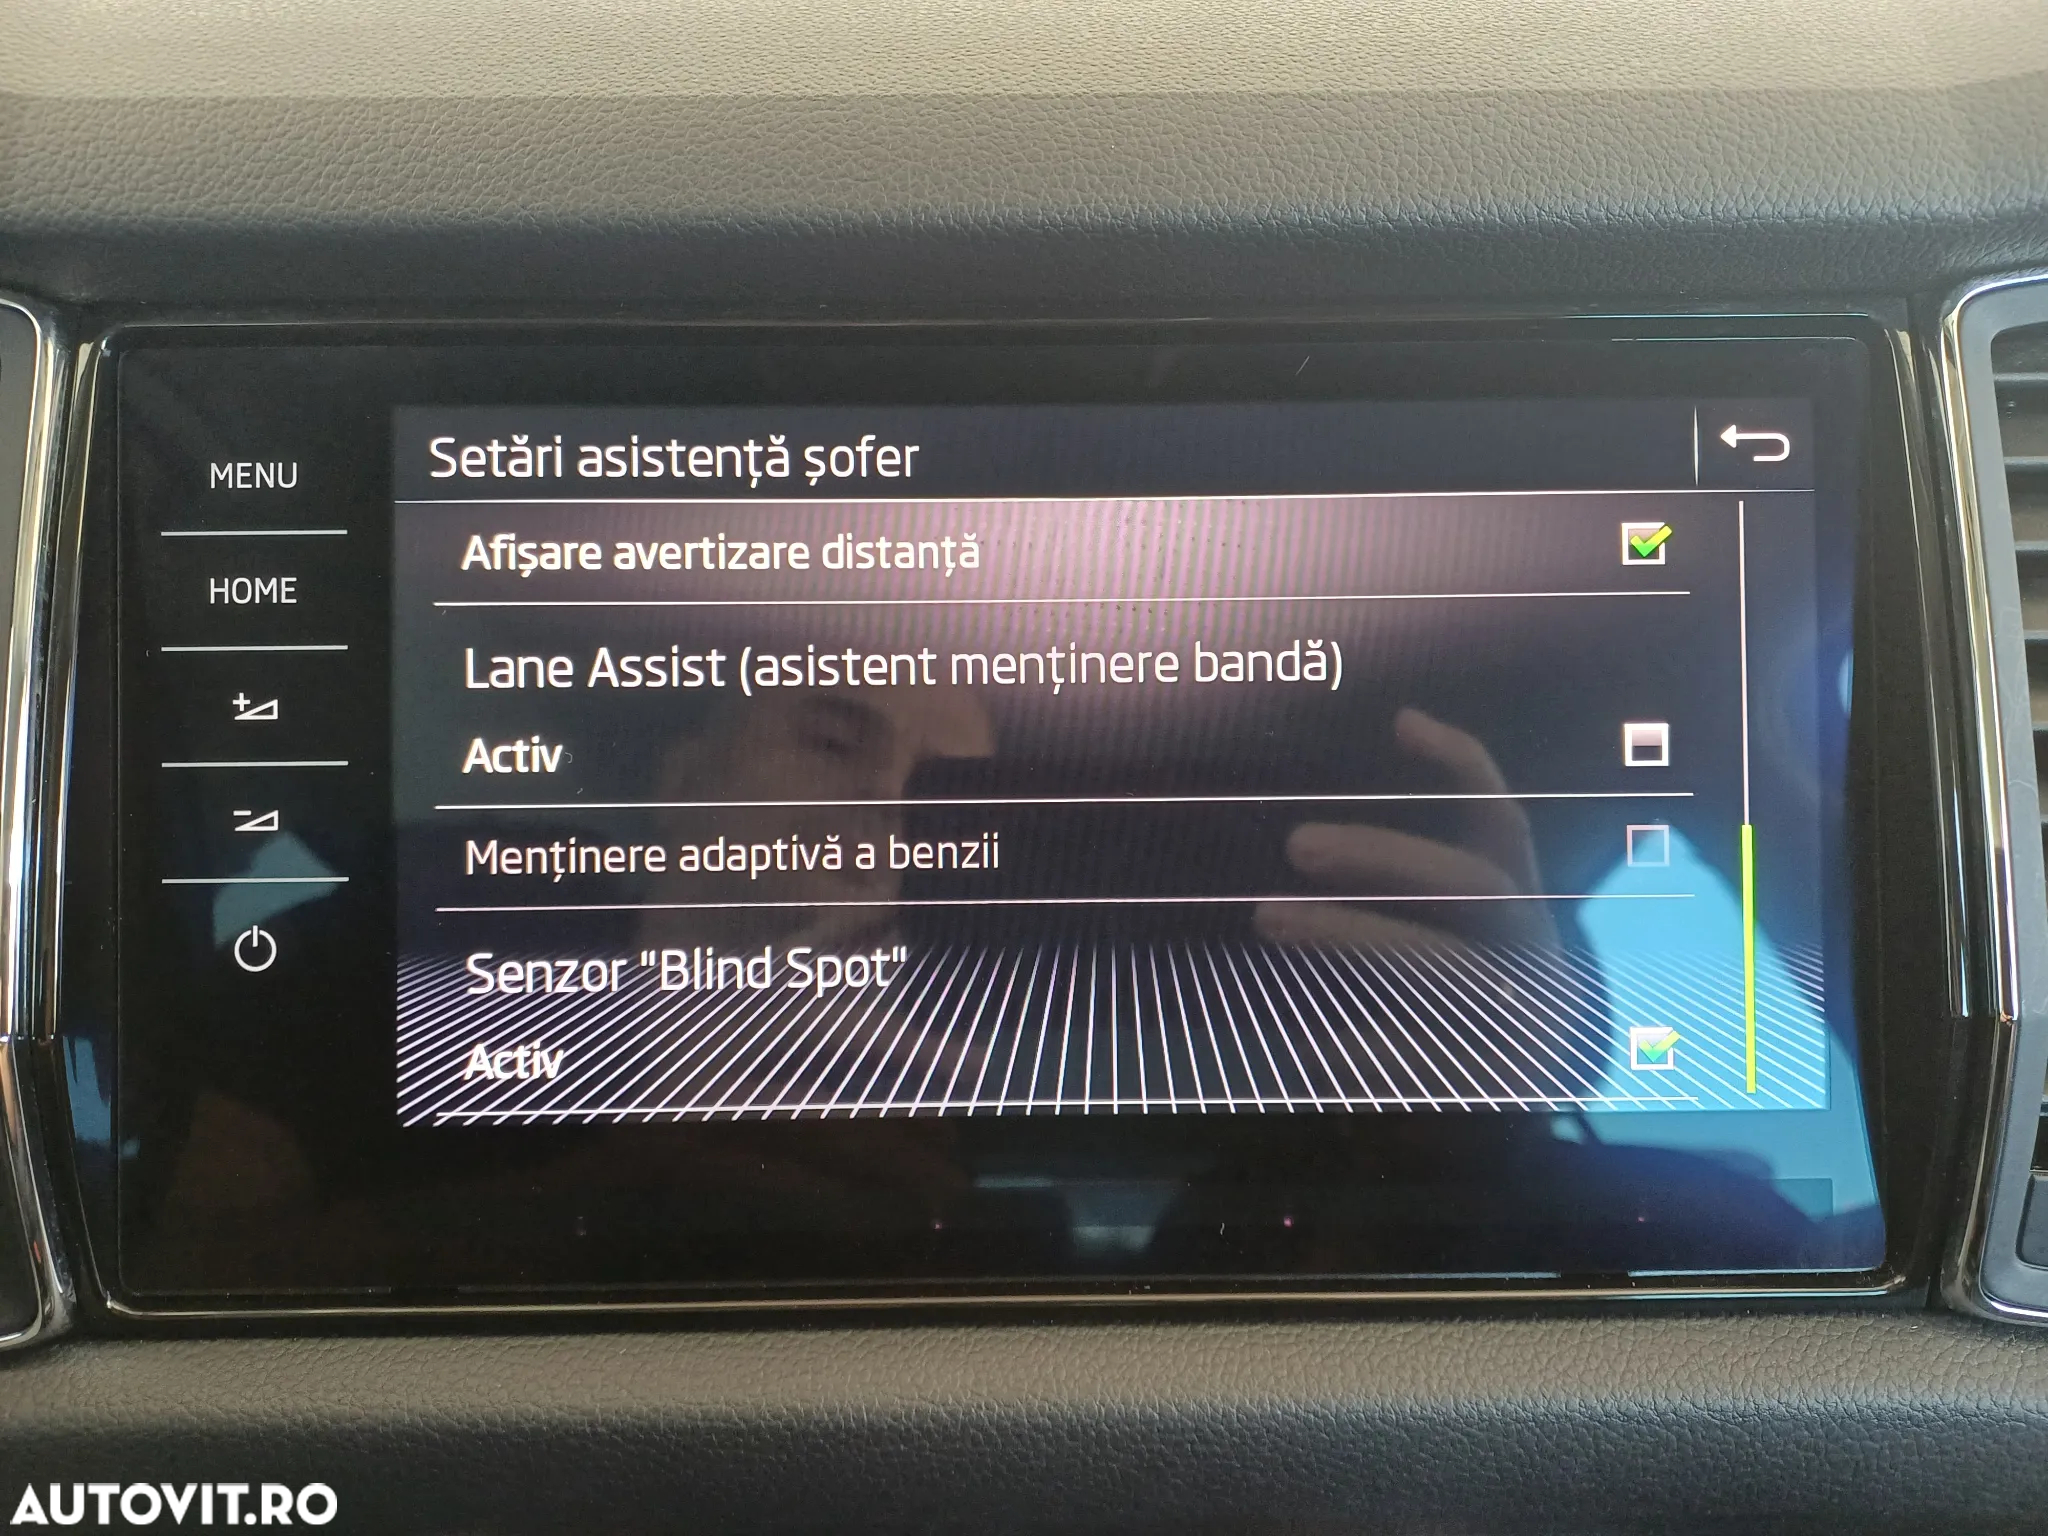 MENU
HOME
Setări asistență șofer
Afișare avertizare distanță
Lane Assist (asistent menținere bandă)
Activ
Menținere adaptivă a benzii
Senzor "Blind Spot"
Activ
AUTOVIT.RO